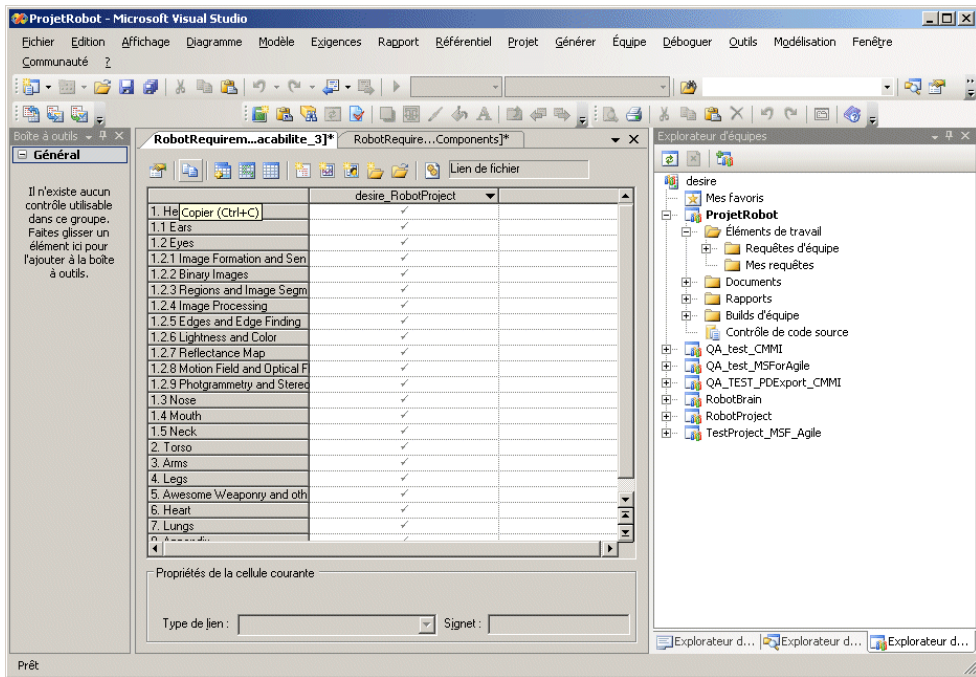 ProjetRobot - Microsoft Visual Studio
Fichier Edition Affichage Diagramme Modèle Exigences Rapport Référentiel Projet Générer Équipe Déboguer Outils Modélisation Fenêtre
Communauté ?
Boîte à outils
Général
Il n'existe aucun
contrôle utilisable
dans ce groupe.
Faites glisser un
élément ici pour
l'ajouter à la boîte
à outils.
RobotRequirem...acabilite_3]* RobotRequire...Components]*
Lien de fichier
desire_RobotProject
1. He
Copier (Ctrl+C)
1.1 Ears
1.2 Eyes
1.2.1 Image Formation and Sen
1.2.2 Binary Images
1.2.3 Regions and Image Segm
1.2.4 Image Processing
1.2.5 Edges and Edge Finding
1.2.6 Lightness and Color
1.2.7 Reflectance Map
1.2.8 Motion Field and Optical F
1.2.9 Photgrammetry and Stereo
1.3 Nose
1.4 Mouth
1.5 Neck
2. Torso
3. Arms
4. Legs
5. Awesome Weaponry and oth
6. Heart
7. Lungs
Propriétés de la cellule courante
Type de lien :
Signet :
Explorateur d'équipes
desire
Mes favoris
ProjetRobot
Éléments de travail
Requêtes d'équipe
Mes requêtes
Documents
Rapports
Builds d'équipe
Contrôle de code source
QA_test_CMMI
QA_test_MSForAgile
QA_TEST_PDExport_CMMI
RobotBrain
RobotProject
TestProject_MSF_Agile
Explorateur d... Explorateur d... Explorateur d...
Prêt